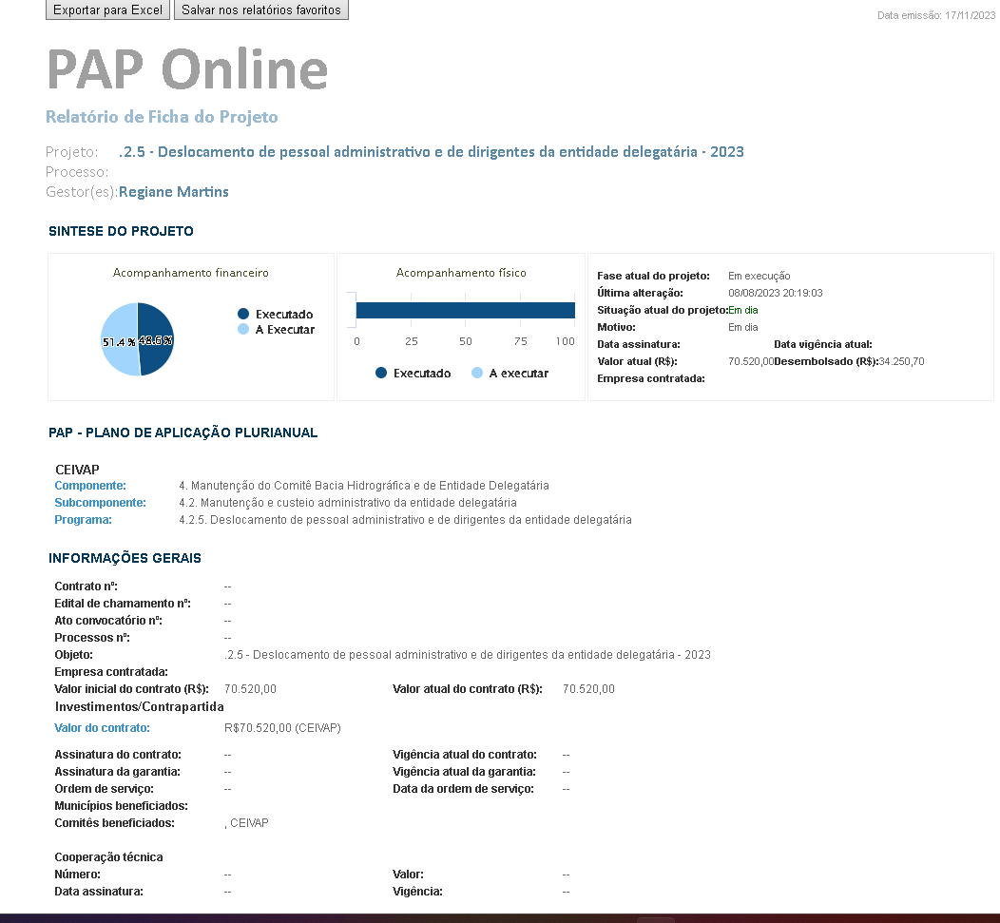 Exportar para Excel Salvar nos relatórios favoritos
Data emissão: 17/11/2023
PAP Online
Relatório de Ficha do Projeto
Projeto: .2.5 - Deslocamento de pessoal administrativo e de dirigentes da entidade delegatária - 2023
Processo:
Gestor(es): Regiane Martins
SINTESE DO PROJETO
Acompanhamento financeiro
51.4 % 48.6 %
Executado
A Executar
Acompanhamento físico
0 25 50 75 100
Executado A executar
Fase atual do projeto: Em execução
Última alteração: 08/08/2023 20:19:03
Situação atual do projeto: Em dia
Motivo: Em dia
Data assinatura: Data vigência atual:
Valor atual (R$): 70.520,00 Desembolsado (R$): 34.250,70
Empresa contratada:
PAP - PLANO DE APLICAÇÃO PLURIANUAL
CEIVAP
Componente: 4. Manutenção do Comitê Bacia Hidrográfica e de Entidade Delegatária
Subcomponente: 4.2. Manutenção e custeio administrativo da entidade delegatária
Programa: 4.2.5. Deslocamento de pessoal administrativo e de dirigentes da entidade delegatária
INFORMAÇÕES GERAIS
Contrato nº: --
Edital de chamamento nº: --
Ato convocatório nº: --
Processos nº: --
Objeto: .2.5 - Deslocamento de pessoal administrativo e de dirigentes da entidade delegatária - 2023
Empresa contratada:
Valor inicial do contrato (R$): 70.520,00 Valor atual do contrato (R$): 70.520,00
Investimentos/Contrapartida
Valor do contrato: R$70.520,00 (CEIVAP)
Assinatura do contrato: -- Vigência atual do contrato: --
Assinatura da garantia: -- Vigência atual da garantia: --
Ordem de serviço: -- Data da ordem de serviço: --
Municípios beneficiados:
Comitês beneficiados: , CEIVAP
Cooperação técnica
Número: -- Valor: --
Data assinatura: -- Vigência: --